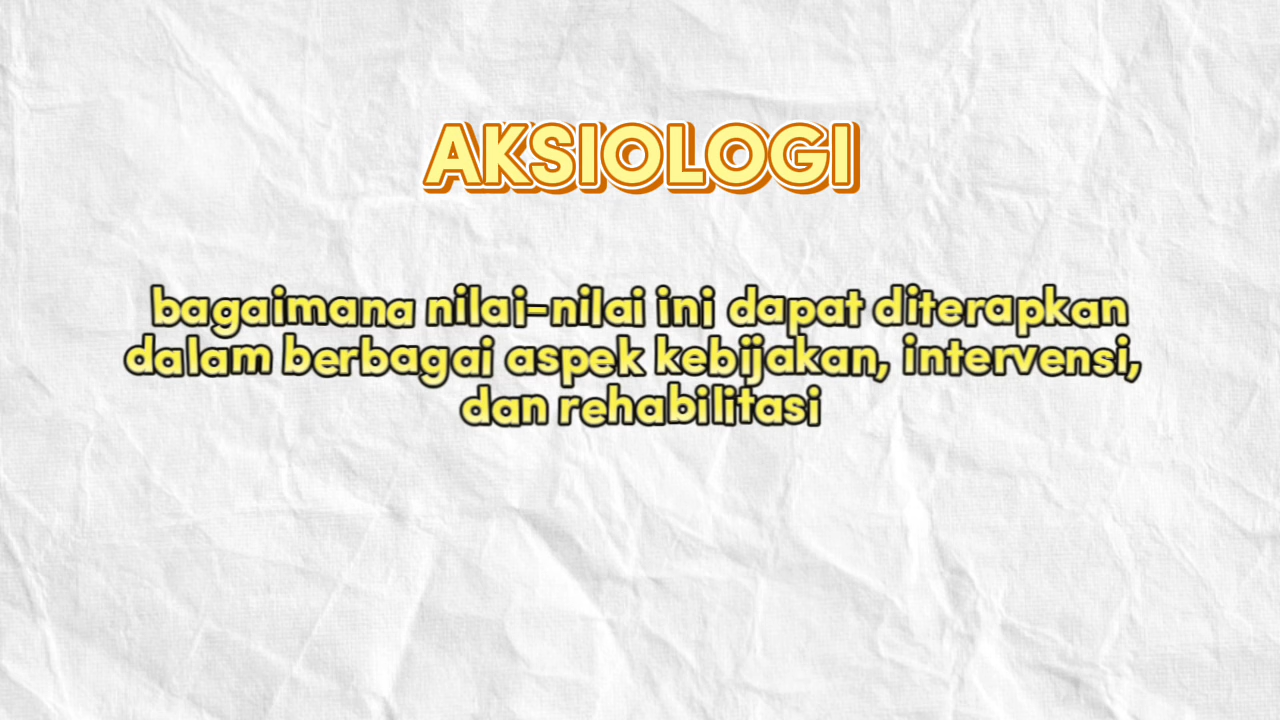 AKSIOLOGI
bagaimana nilai-nilai ini dapat diterapkan
dalam berbagai aspek kebijakan, intervensi,
dan rehabilitasi